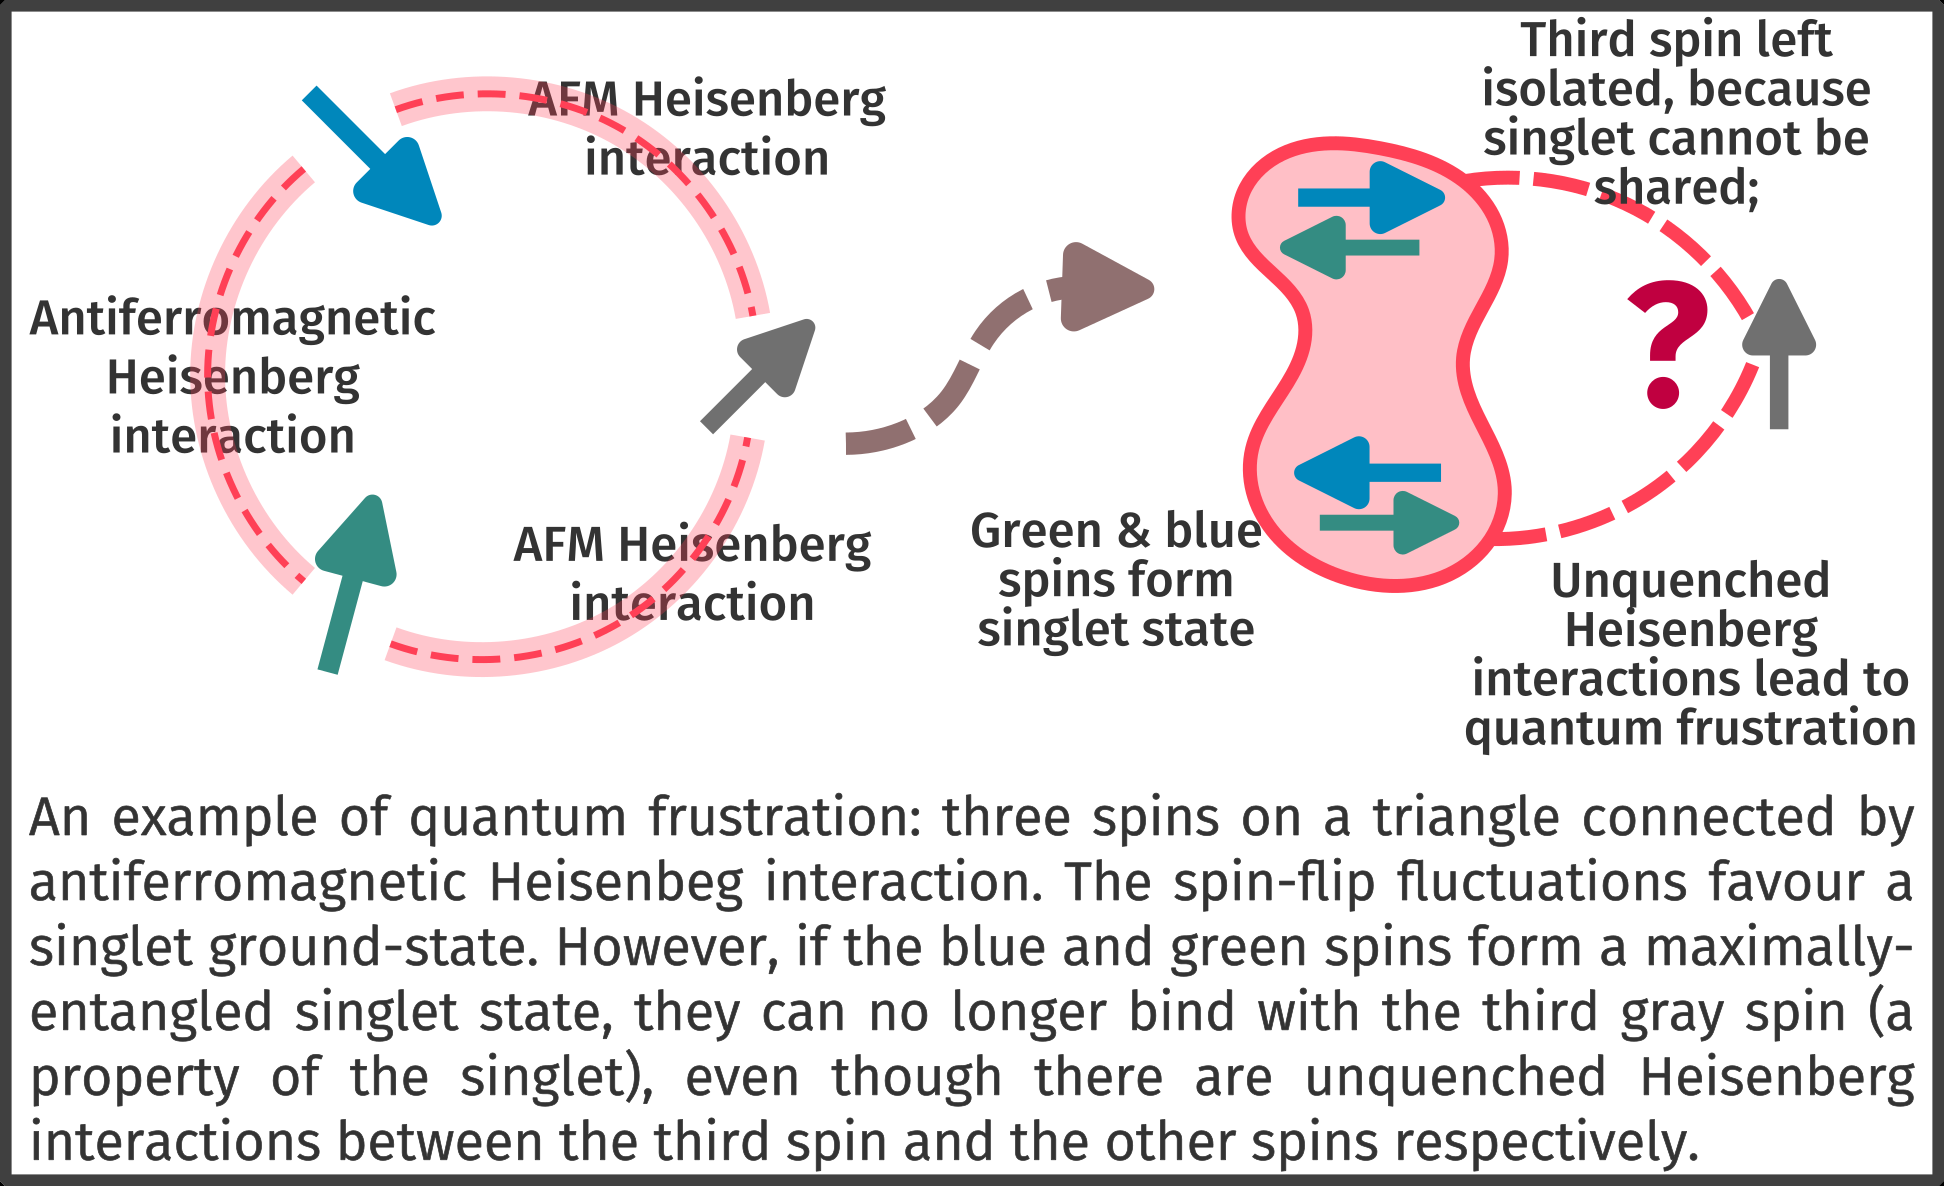 AFM Heisenberg
interaction
Antiferromagnetic
Heisenberg
interaction
AFM Heisenberg
interaction
Third spin left
isolated, because
singlet cannot be
shared;
?
Green & blue
spins form
singlet state
Unquenched
Heisenberg
interactions lead to
quantum frustration
An example of quantum frustration: three spins on a triangle connected by
antiferromagnetic Heisenbeg interaction. The spin-flip fluctuations favour a
singlet ground-state. However, if the blue and green spins form a maximally-
entangled singlet state, they can no longer bind with the third gray spin (a
property of the singlet), even though there are unquenched Heisenberg
interactions between the third spin and the other spins respectively.